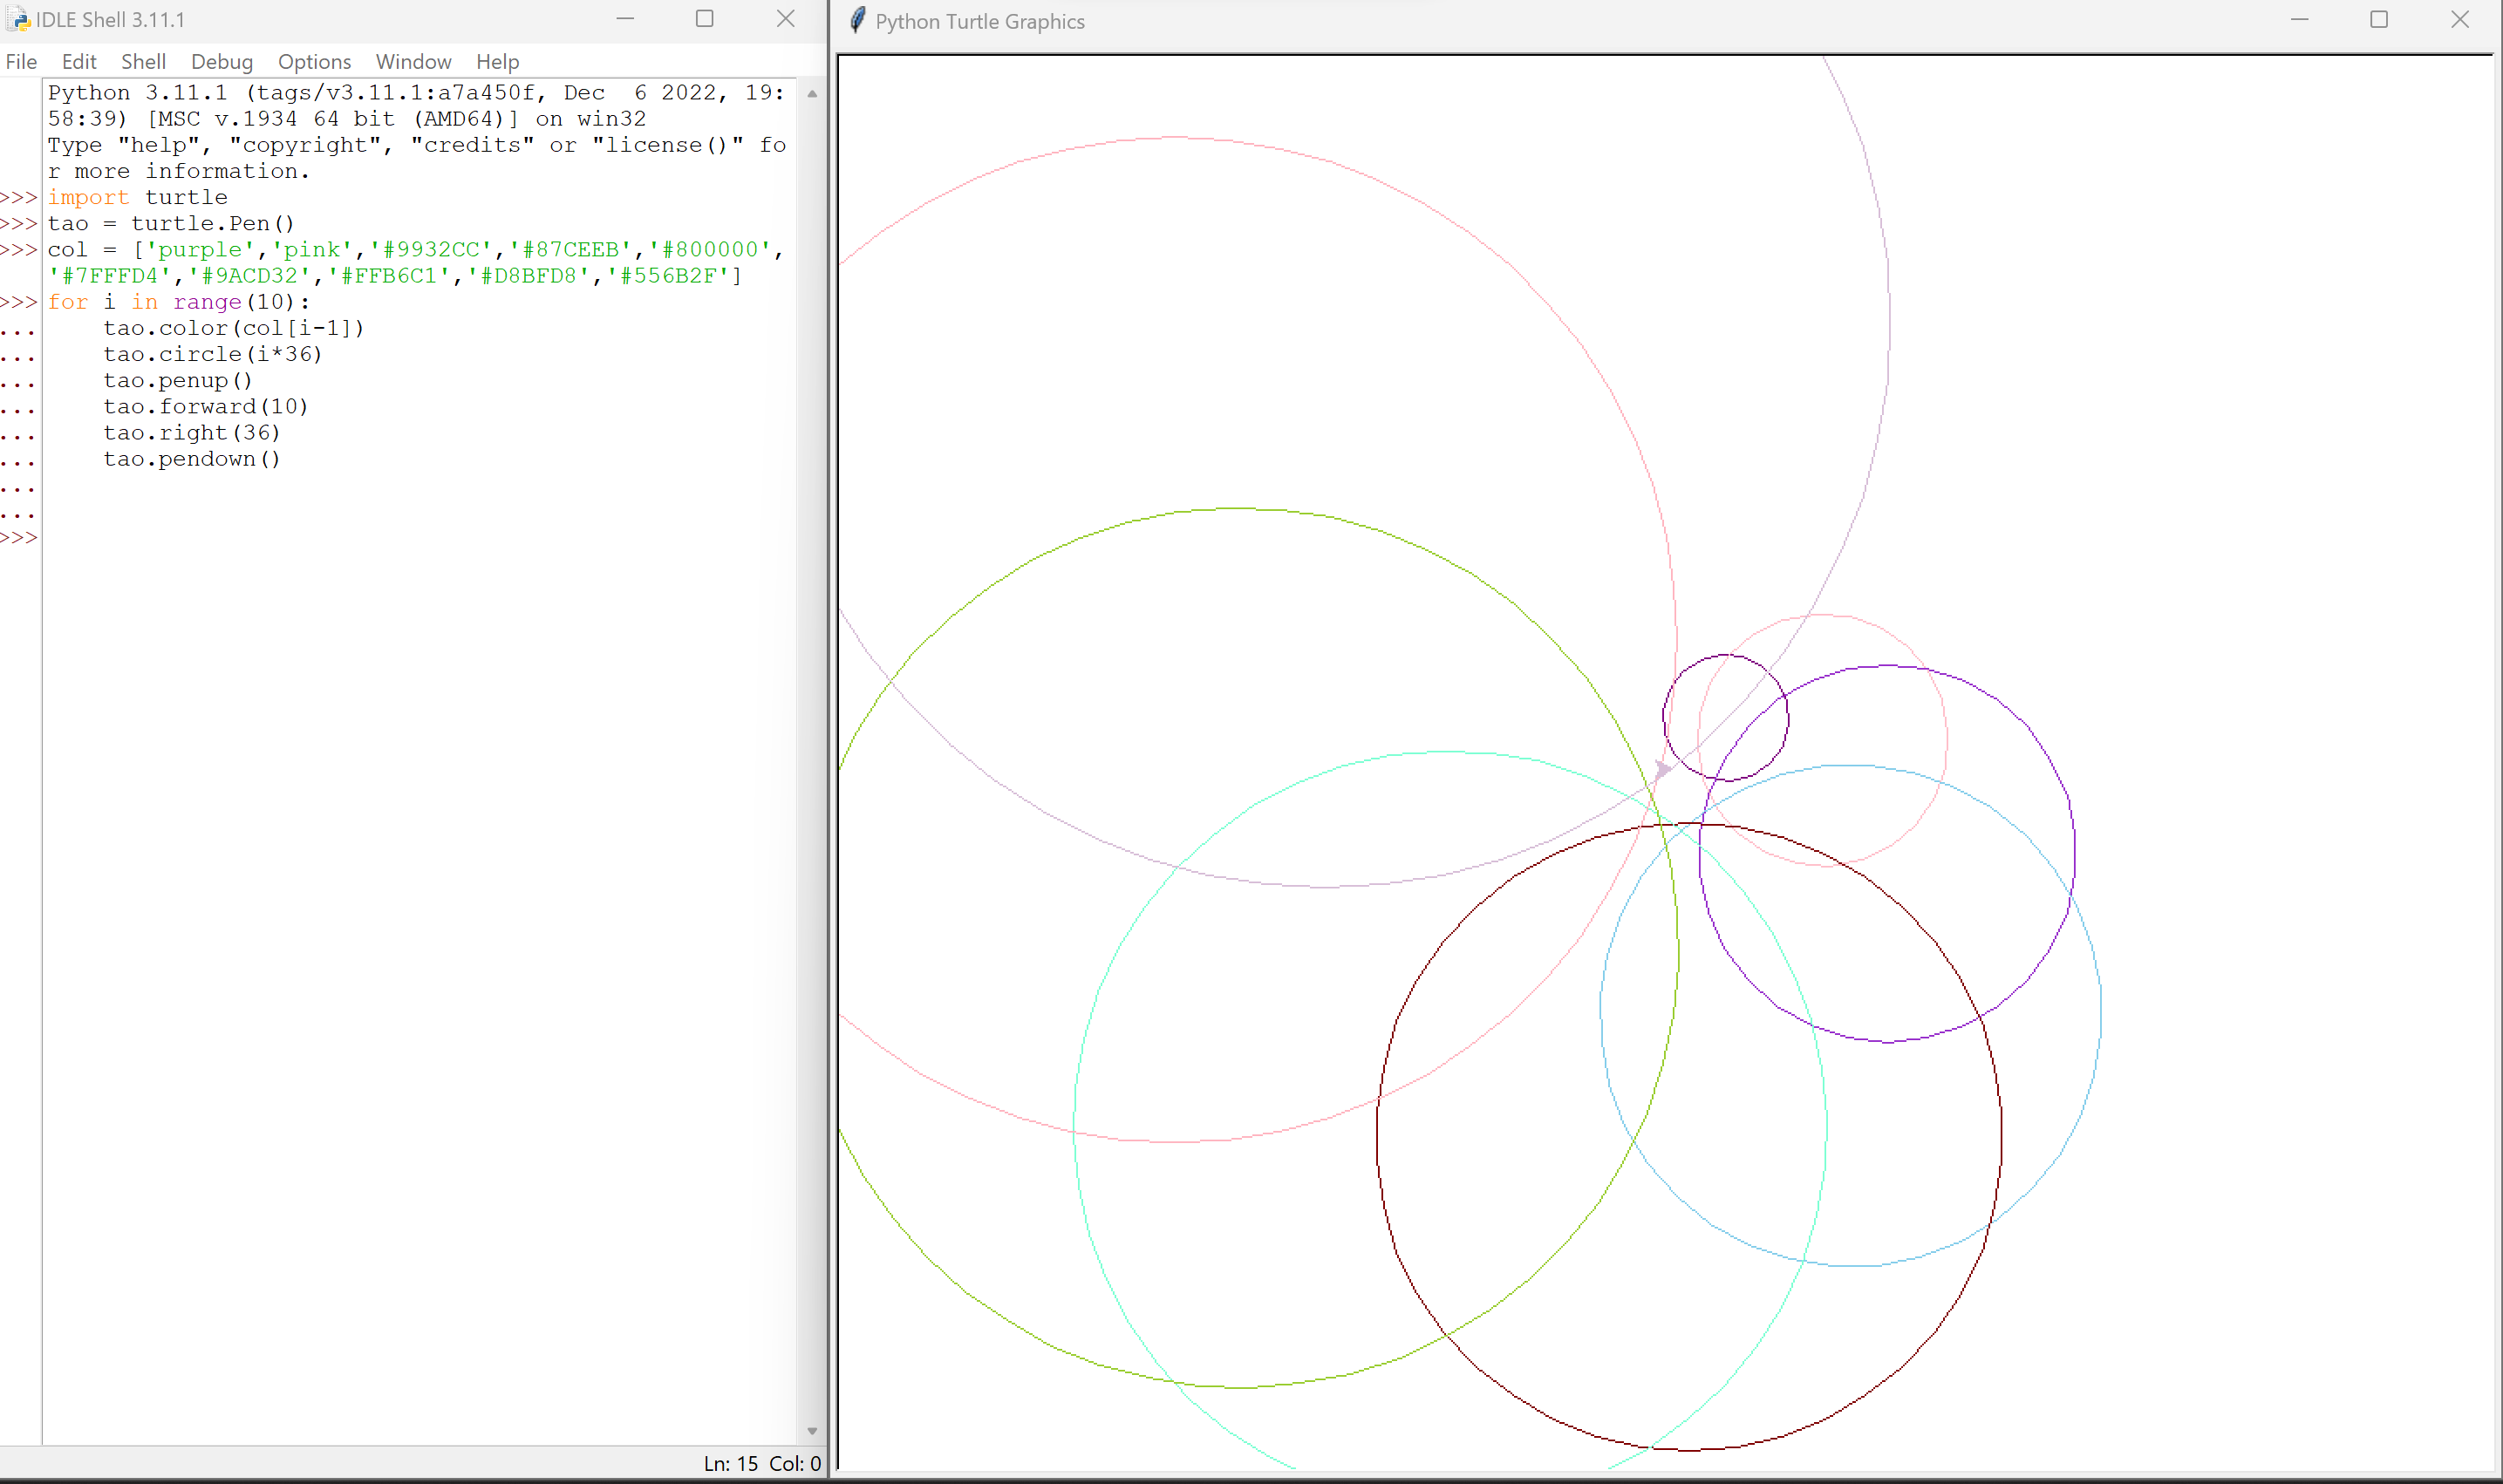 IDLE Shell 3.11.1
File Edit Shell Debug Options Window Help
Python 3.11.1 (tags/v3.11.1:a7a450f, Dec  6 2022, 19:
58:39) [MSC v.1934 64 bit (AMD64)] on win32
Type "help", "copyright", "credits" or "license()" fo
r more information.
>>> import turtle
>>> tao = turtle.Pen()
>>> col = ['purple','pink','#9932CC','#87CEEB','#800000',
'#7FFFD4','#9ACD32','#FFB6C1','#D8BFD8','#556B2F']
>>> for i in range(10):
...     tao.color(col[i-1])
...     tao.circle(i*36)
...     tao.penup()
...     tao.forward(10)
...     tao.right(36)
...     tao.pendown()
...
...
>>>
Ln: 15 Col: 0
Python Turtle Graphics